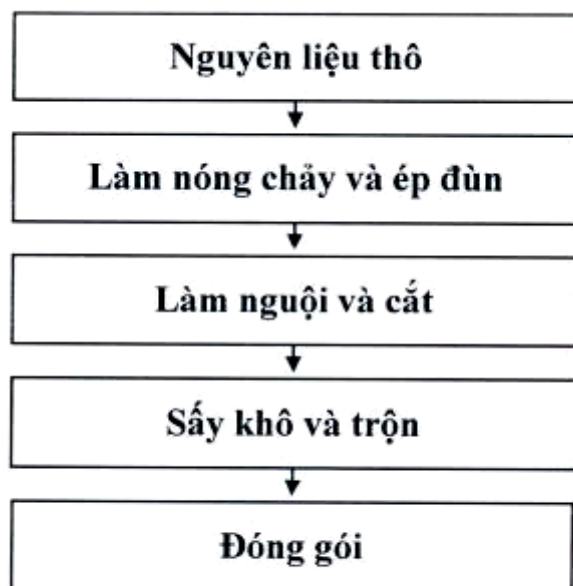 Nguyên liệu thô
Làm nóng chảy và ép đùn
Làm nguội và cắt
Sấy khô và trộn
Đóng gói